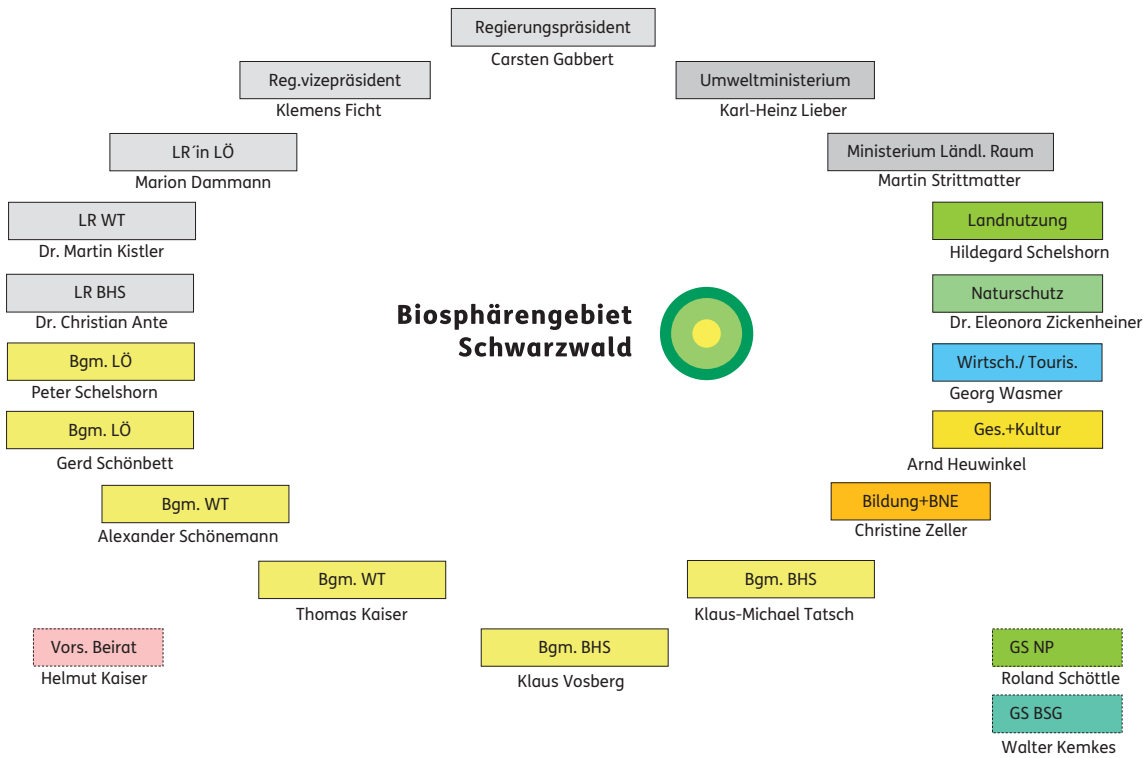 Regierungspräsident
Carsten Gabbert
Reg.vizepräsident
Klemens Ficht
Umweltministerium
Karl-Heinz Lieber
LR´in LÖ
Marion Dammann
Ministerium Ländl. Raum
Martin Strittmatter
LR WT
Dr. Martin Kistler
Landnutzung
Hildegard Schelshorn
LR BHS
Dr. Christian Ante
Naturschutz
Dr. Eleonora Zickenheiner
Biosphärengebiet
Schwarzwald
Bgm. LÖ
Peter Schelshorn
Wirtsch./ Touris.
Georg Wasmer
Bgm. LÖ
Gerd Schönbett
Ges.+Kultur
Arnd Heuwinkel
Bgm. WT
Alexander Schönemann
Bildung+BNE
Christine Zeller
Bgm. WT
Thomas Kaiser
Bgm. BHS
Klaus-Michael Tatsch
Vors. Beirat
Helmut Kaiser
Bgm. BHS
Klaus Vosberg
GS NP
Roland Schöttle
GS BSG
Walter Kemkes